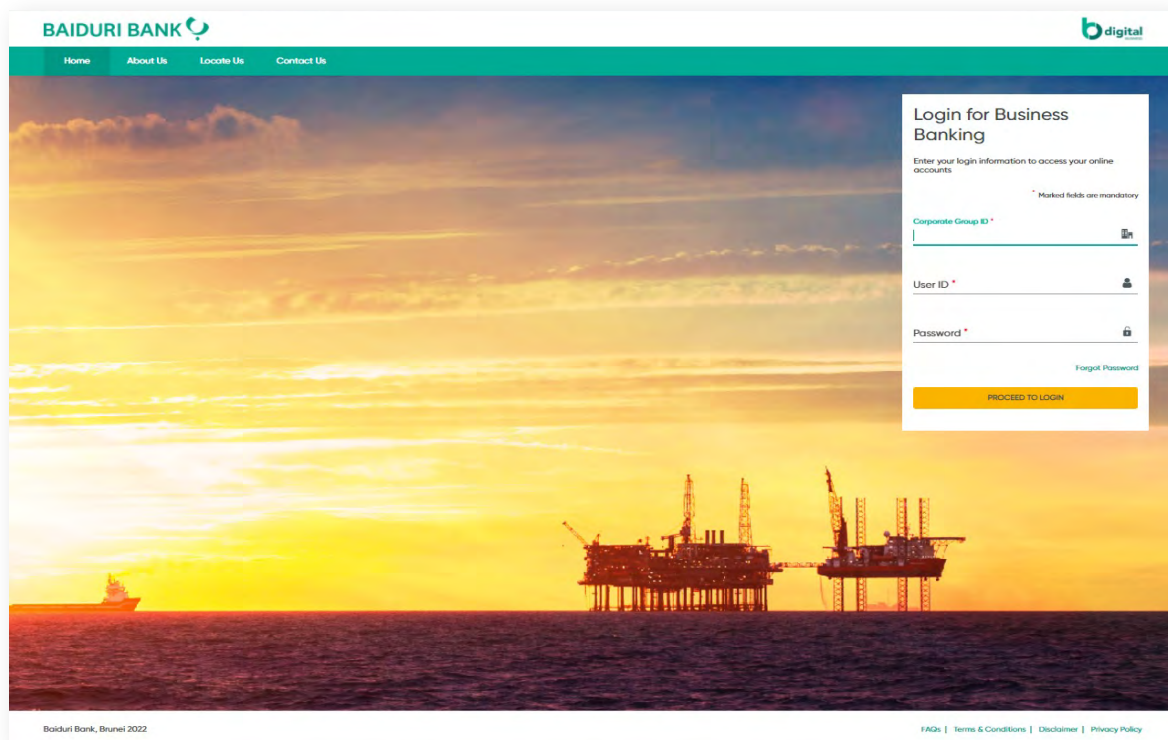 BAIDURI BANK
digital
Home About Us Locate Us Contact Us
Login for Business
Banking
Enter your login information to access your online
accounts
* Marked fields are mandatory
Corporate Group ID *
User ID *
Password *
Forgot Password
PROCEED TO LOGIN
Baiduri Bank, Brunei 2022
FAQs | Terms & Conditions | Disclaimer | Privacy Policy